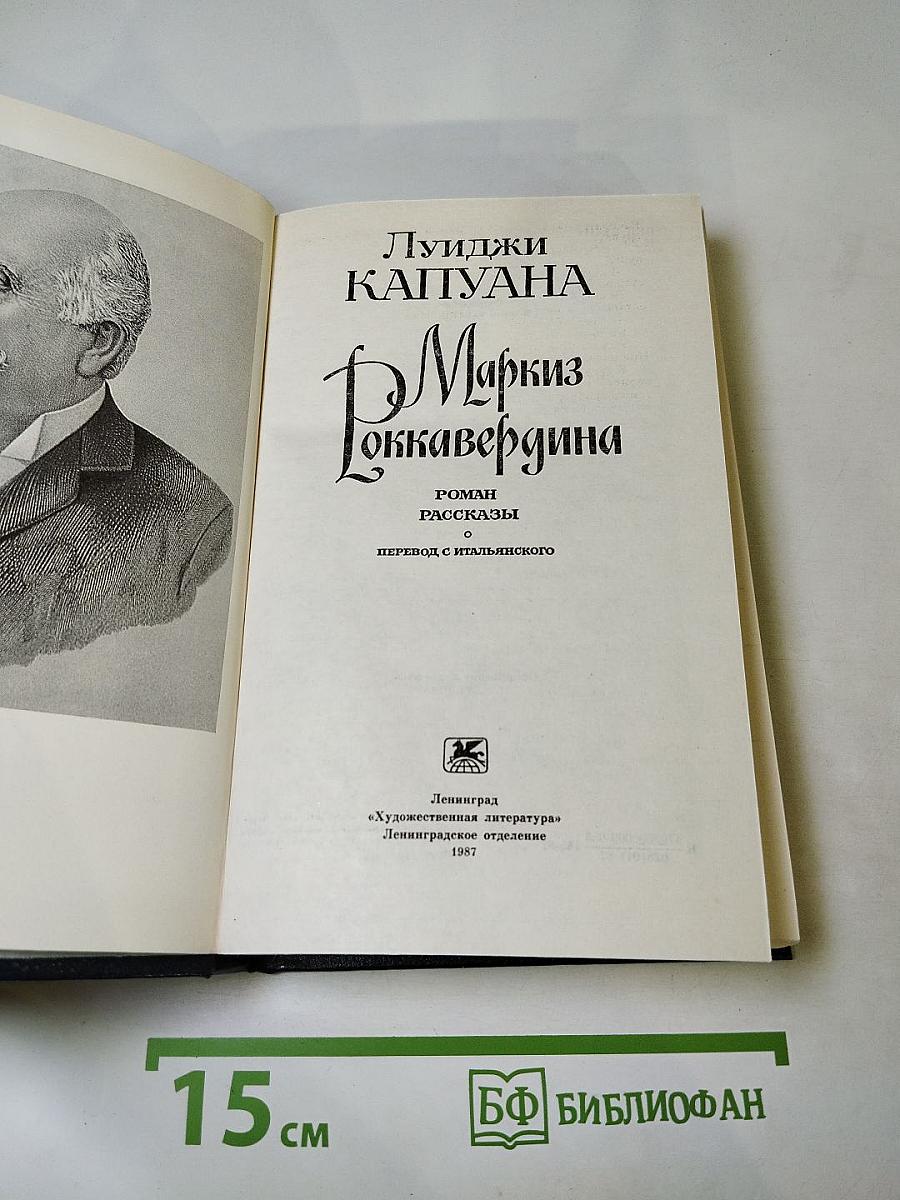 Луиджи
КАПУАНА
Маркиз
Роккавердина
РОМАН
РАССКАЗЫ
ПЕРЕВОД С ИТАЛЬЯНСКОГО
Ленинград
«Художественная литература»
Ленинградское отделение
1987
15 см
БФ БИБЛИОФАН